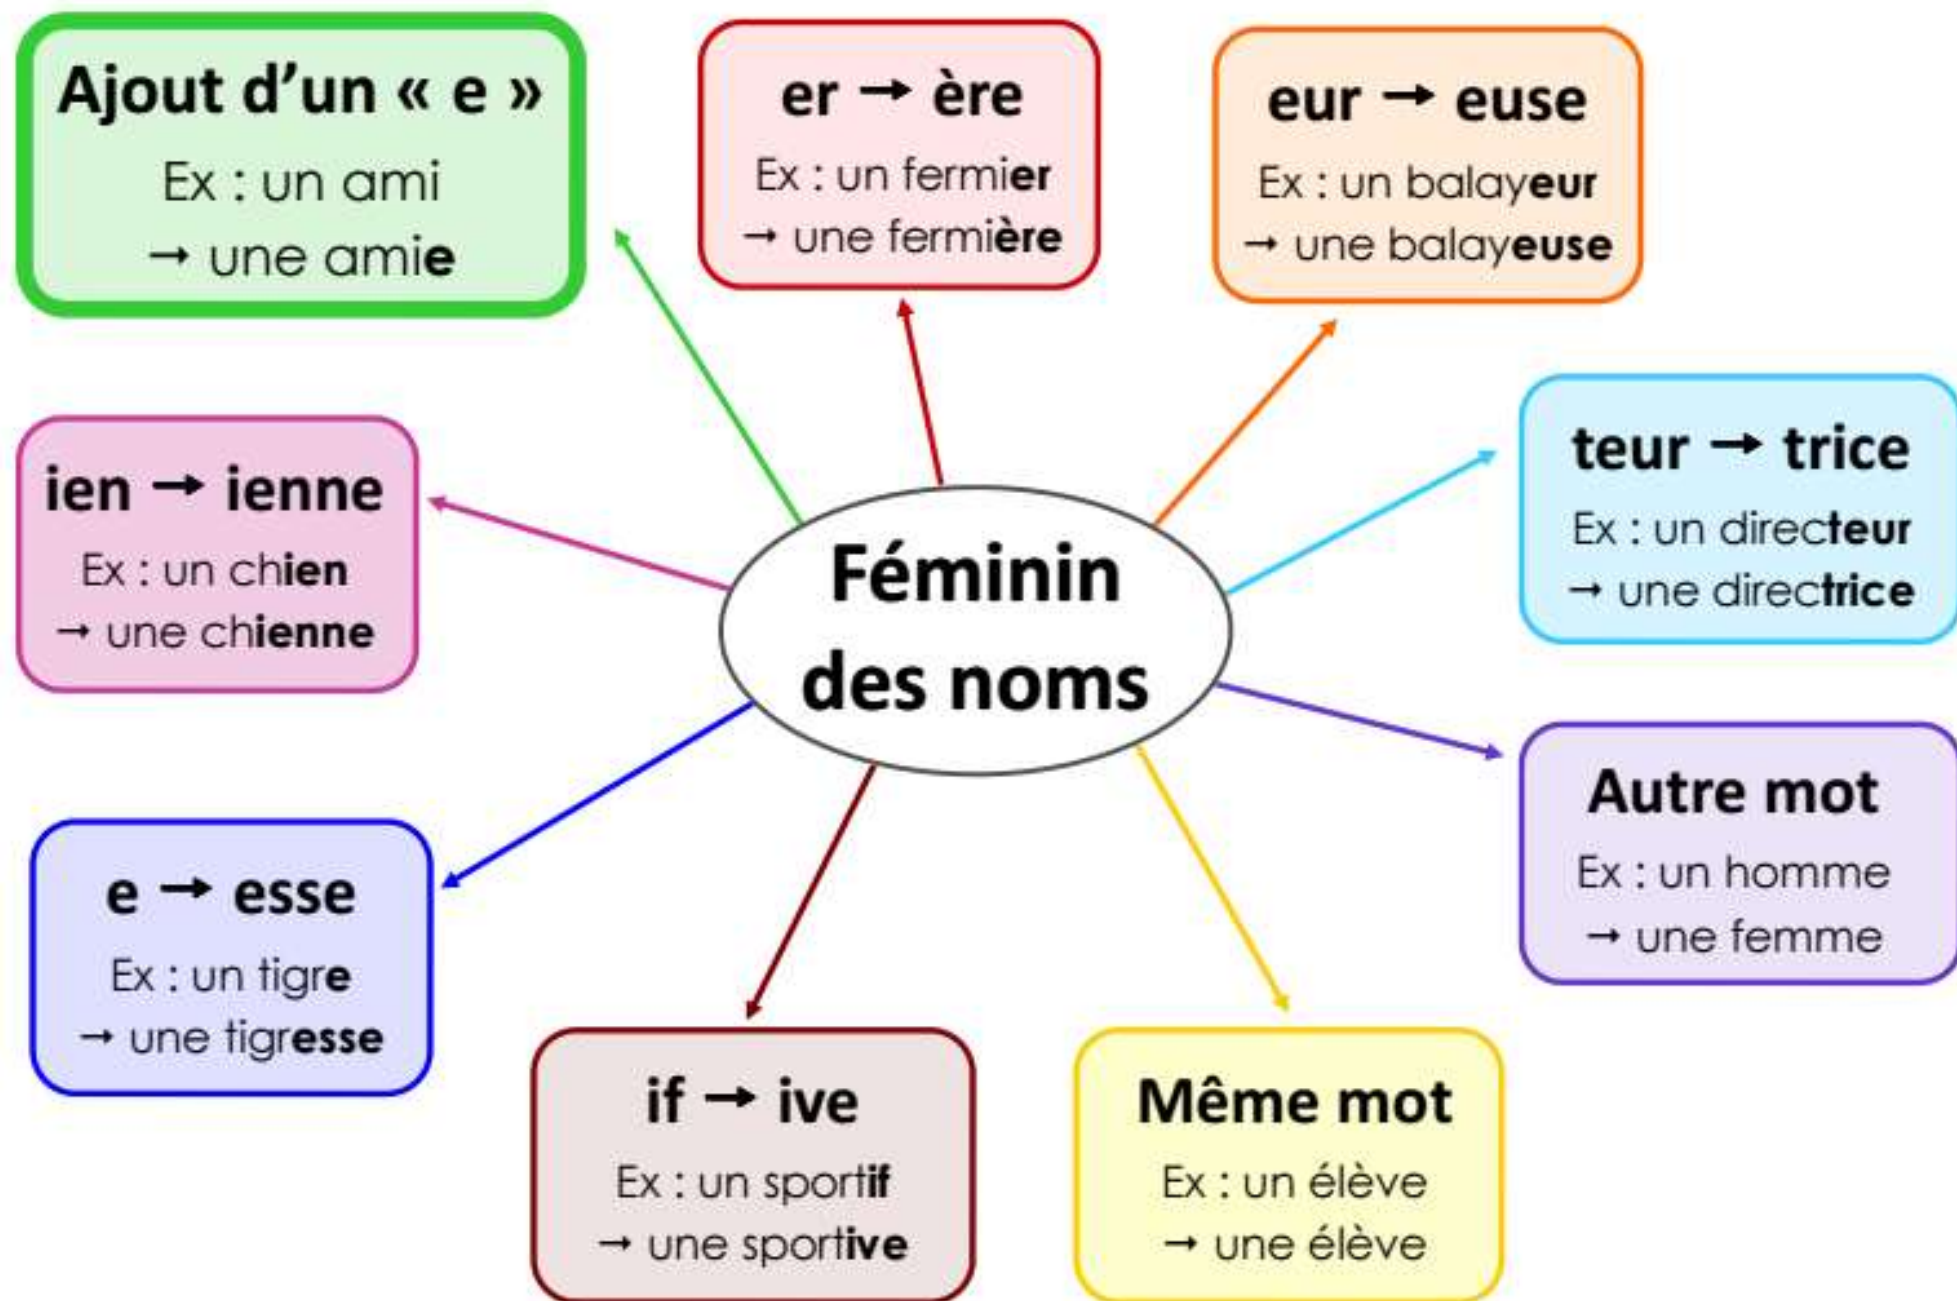 Ajout d'un « e »
Ex : un ami
→ une amie
er → ère
Ex : un fermier
→ une fermière
eur → euse
Ex : un balayeur
→ une balayeuse
ien → ienne
Ex : un chien
→ une chienne
Féminin
des noms
teur → trice
Ex : un directeur
→ une directrice
Autre mot
Ex : un homme
→ une femme
e → esse
Ex : un tigre
→ une tigresse
if → ive
Ex : un sportif
→ une sportive
Même mot
Ex : un élève
→ une élève